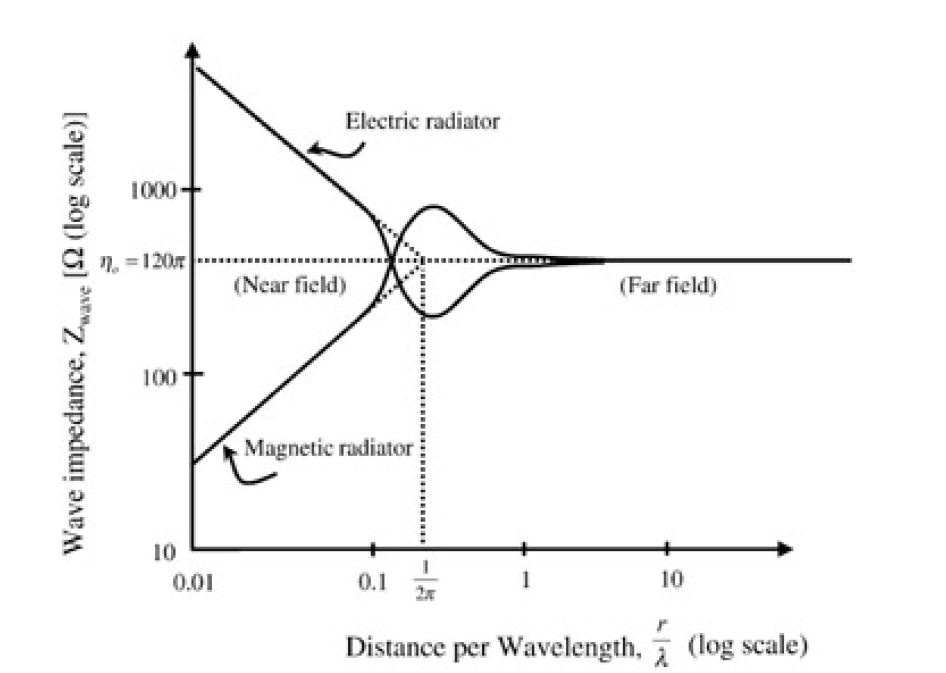 Electric radiator
1000
ηₒ = 120π
(Near field)
(Far field)
100
Magnetic radiator
10
0.01
0.1
1/2π
1
10
Wave impedance, Z_wave [Ω (log scale)]
Distance per Wavelength, r/λ (log scale)